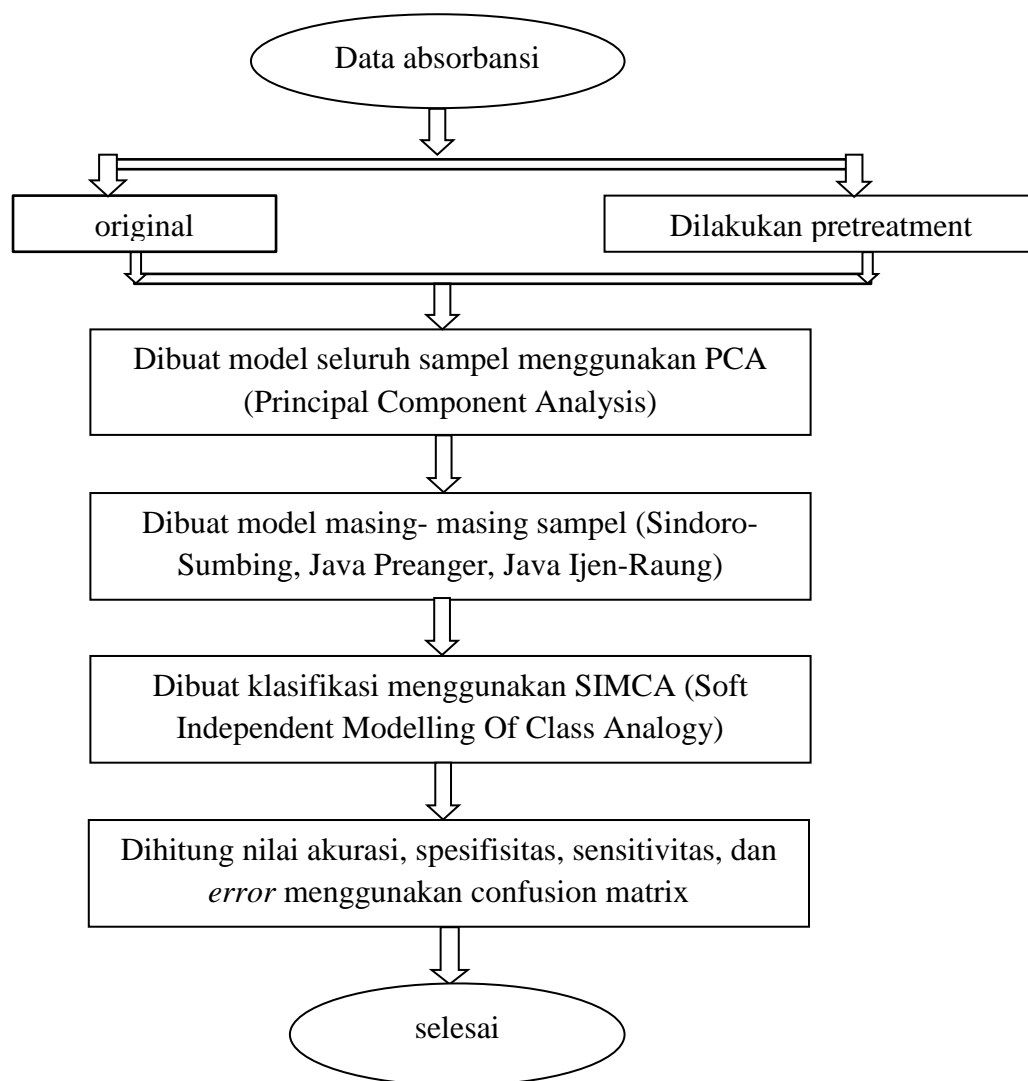 Data absorbansi
original
Dilakukan pretreatment
Dibuat model seluruh sampel menggunakan PCA
(Principal Component Analysis)
Dibuat model masing- masing sampel (Sindoro-
Sumbing, Java Preanger, Java Ijen-Raung)
Dibuat klasifikasi menggunakan SIMCA (Soft
Independent Modelling Of Class Analogy)
Dihitung nilai akurasi, spesifisitas, sensitivitas, dan
error menggunakan confusion matrix
selesai